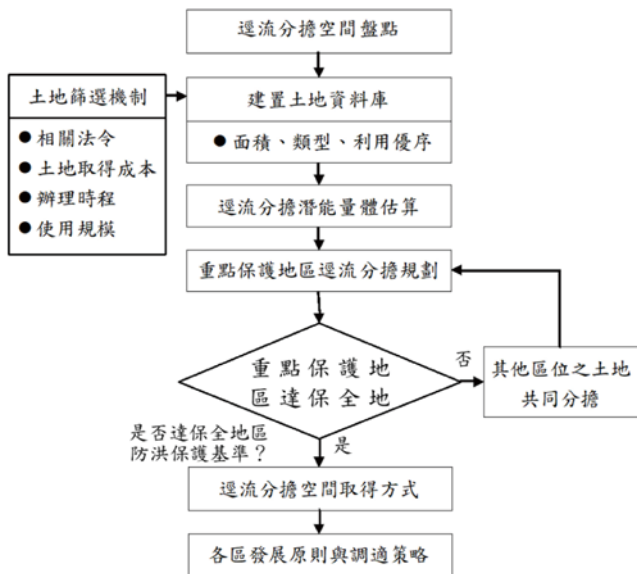 逕流分擔空間盤點
土地篩選機制
●相關法令
●土地取得成本
●辦理時程
●使用規模
建置土地資料庫
●面積、類型、利用優序
逕流分擔潛能量體估算
重點保護地區逕流分擔規劃
重點保護地
區達保全地
否
其他區位之土地
共同分擔
是否達保全地區
防洪保護基準？
是
逕流分擔空間取得方式
各區發展原則與調適策略